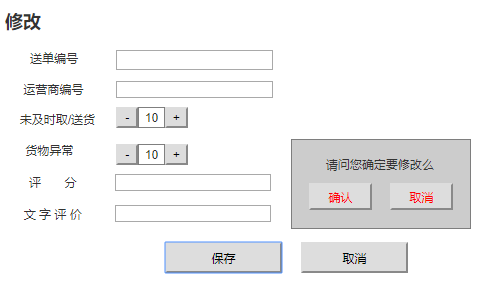 修改
送单编号
运营商编号
未及时取/送货 - 10 +
货物异常 - 10 +
请问您确定要修改么
评 分
确认 取消
文字评价
保存 取消